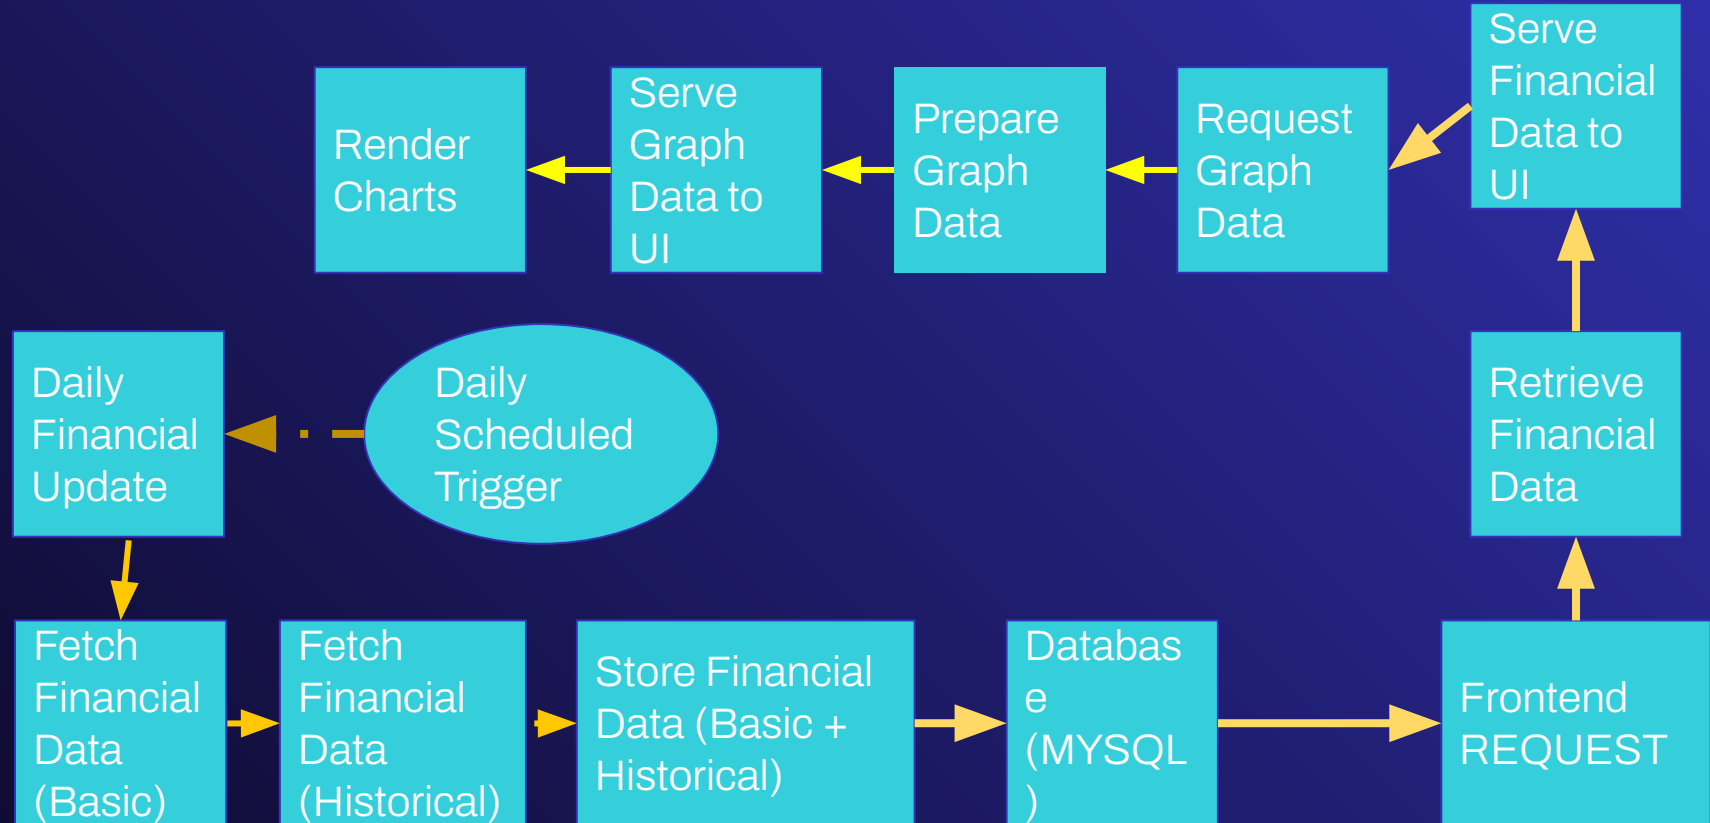 Render
Charts
Serve
Graph
Data to
UI
Prepare
Graph
Data
Request
Graph
Data
Serve
Financial
Data to
UI
Daily
Financial
Update
Daily
Scheduled
Trigger
Retrieve
Financial
Data
Fetch
Financial
Data
(Basic)
Fetch
Financial
Data
(Historical)
Store Financial
Data (Basic +
Historical)
Databas
e
(MYSQL
)
Frontend
REQUEST